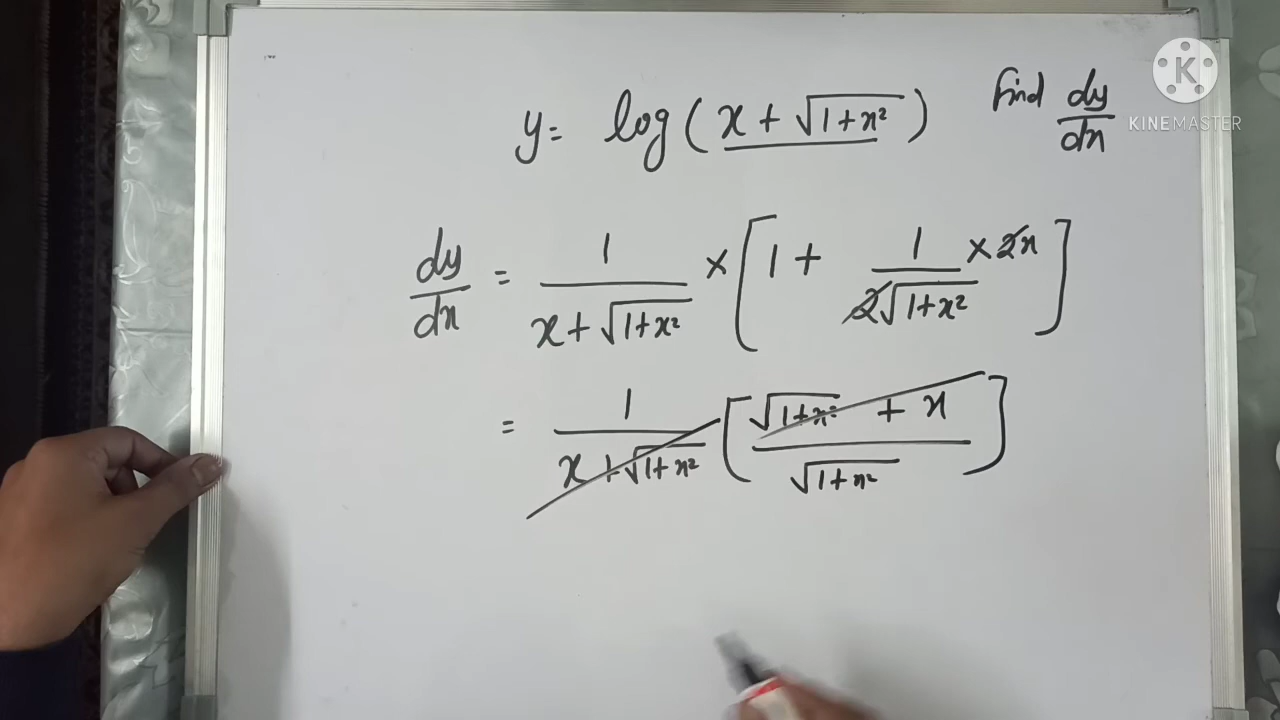 y = log ( x + √1+x² ) Find dy/dx
dy/dx = 1/(x + √1+x²) × [ 1 + 1/(2√1+x²) × 2x ]
= 1/(x + √1+x²) [ (√1+x² + x)/√1+x² ]
K
KINEMASTER